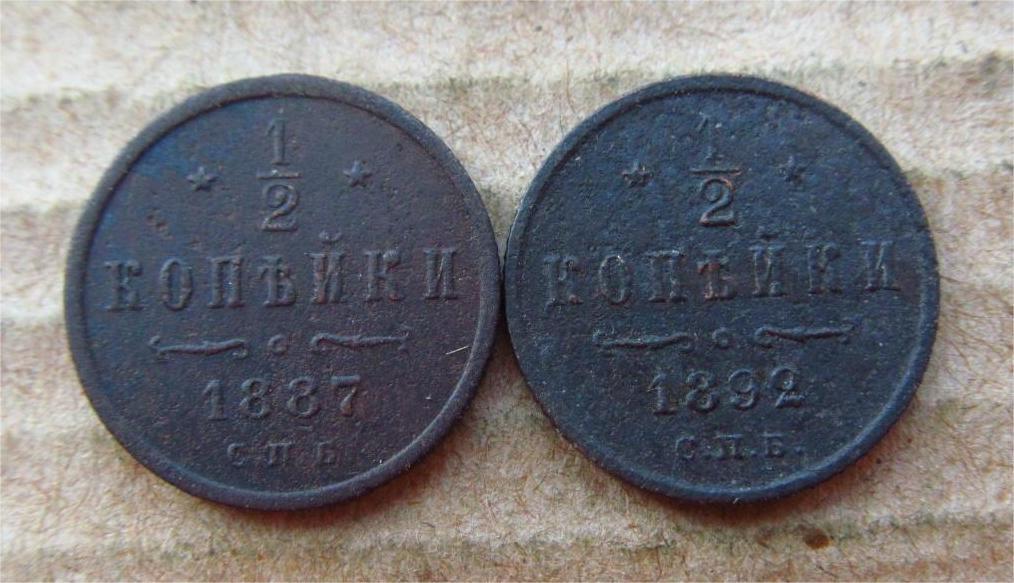 1/2
КОПѢЙКИ
1887
С П Б
1/2
КОПѢЙКИ
1892
С.П.Б.